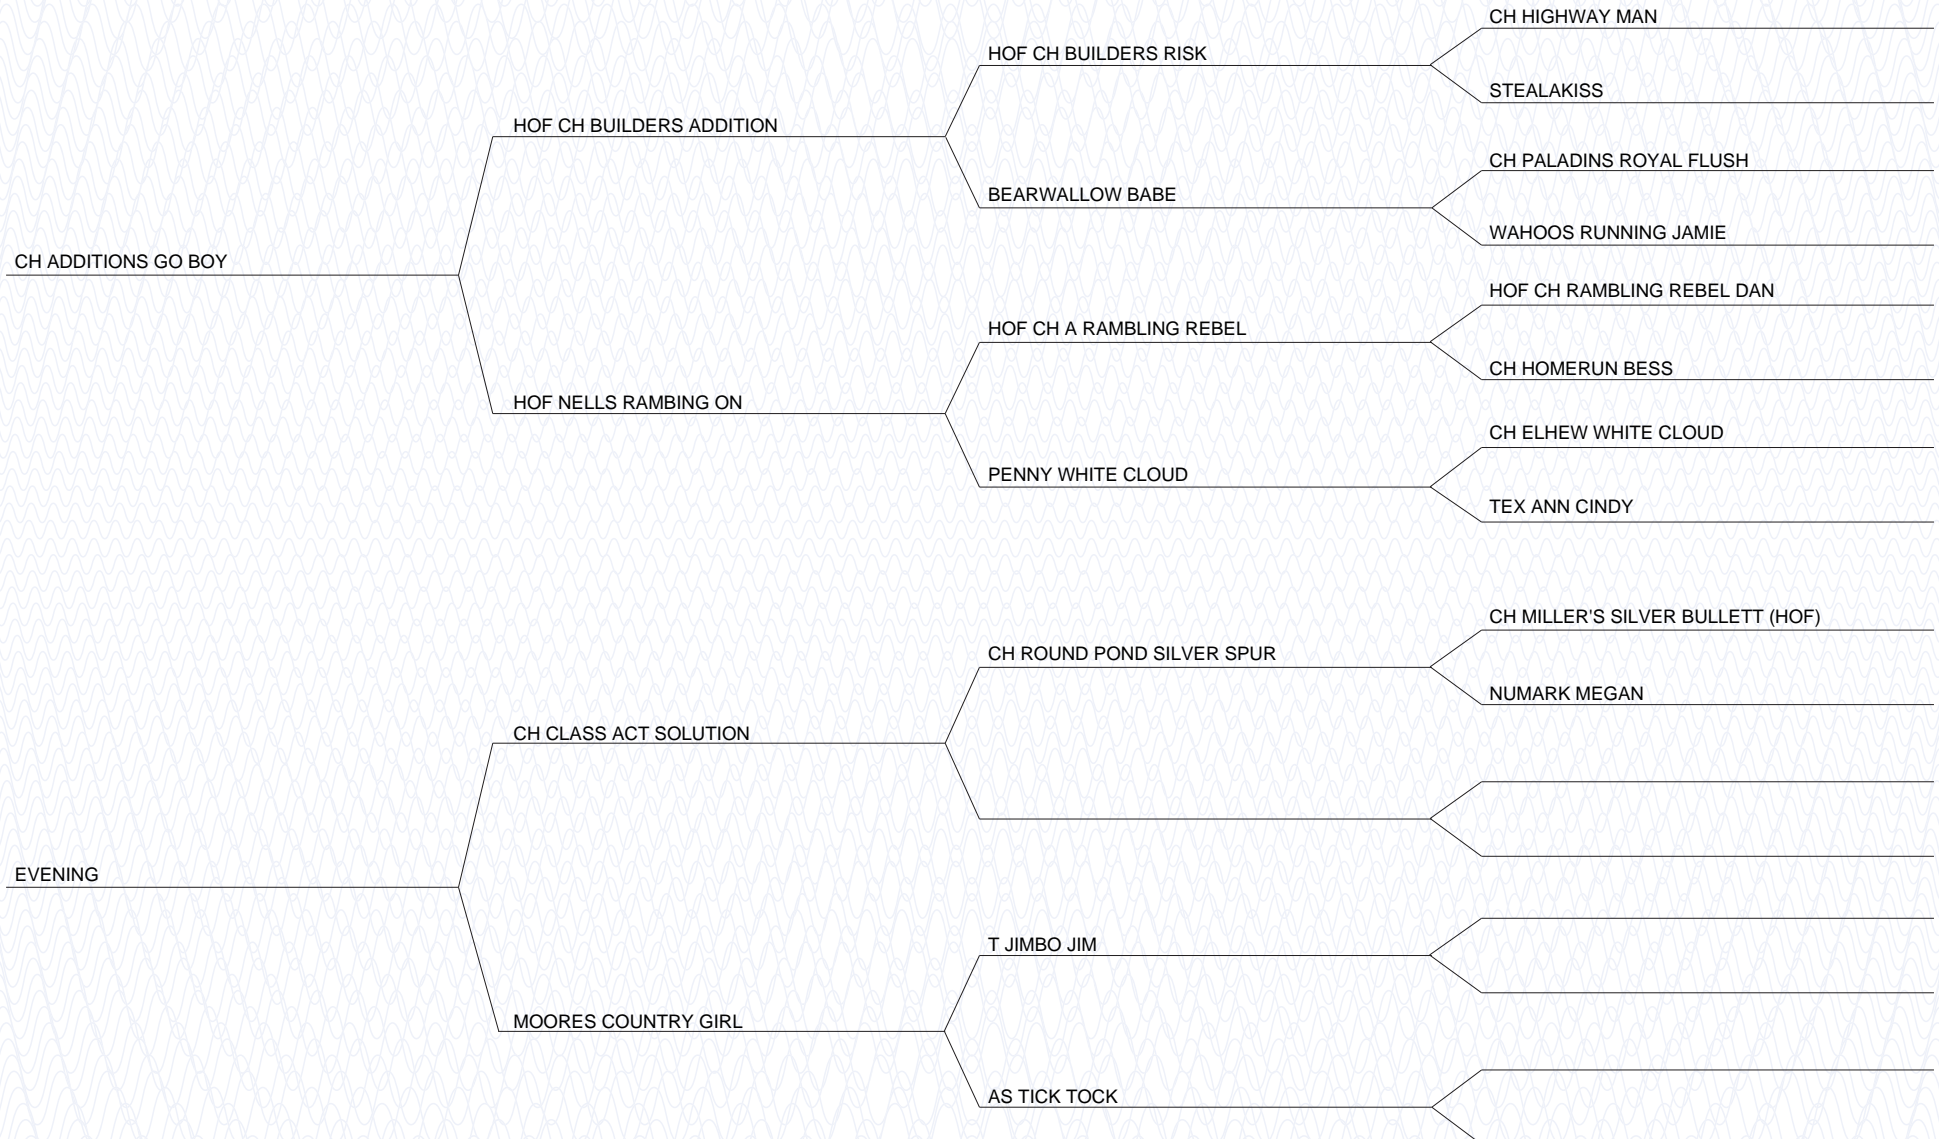 CH HIGHWAY MAN
HOF CH BUILDERS RISK
STEALAKISS
HOF CH BUILDERS ADDITION
CH PALADINS ROYAL FLUSH
BEARWALLOW BABE
WAHOOS RUNNING JAMIE
CH ADDITIONS GO BOY
HOF CH RAMBLING REBEL DAN
HOF CH A RAMBLING REBEL
CH HOMERUN BESS
HOF NELLS RAMBING ON
CH ELHEW WHITE CLOUD
PENNY WHITE CLOUD
TEX ANN CINDY
CH MILLER'S SILVER BULLETT (HOF)
CH ROUND POND SILVER SPUR
NUMARK MEGAN
CH CLASS ACT SOLUTION
EVENING
T JIMBO JIM
MOORES COUNTRY GIRL
AS TICK TOCK